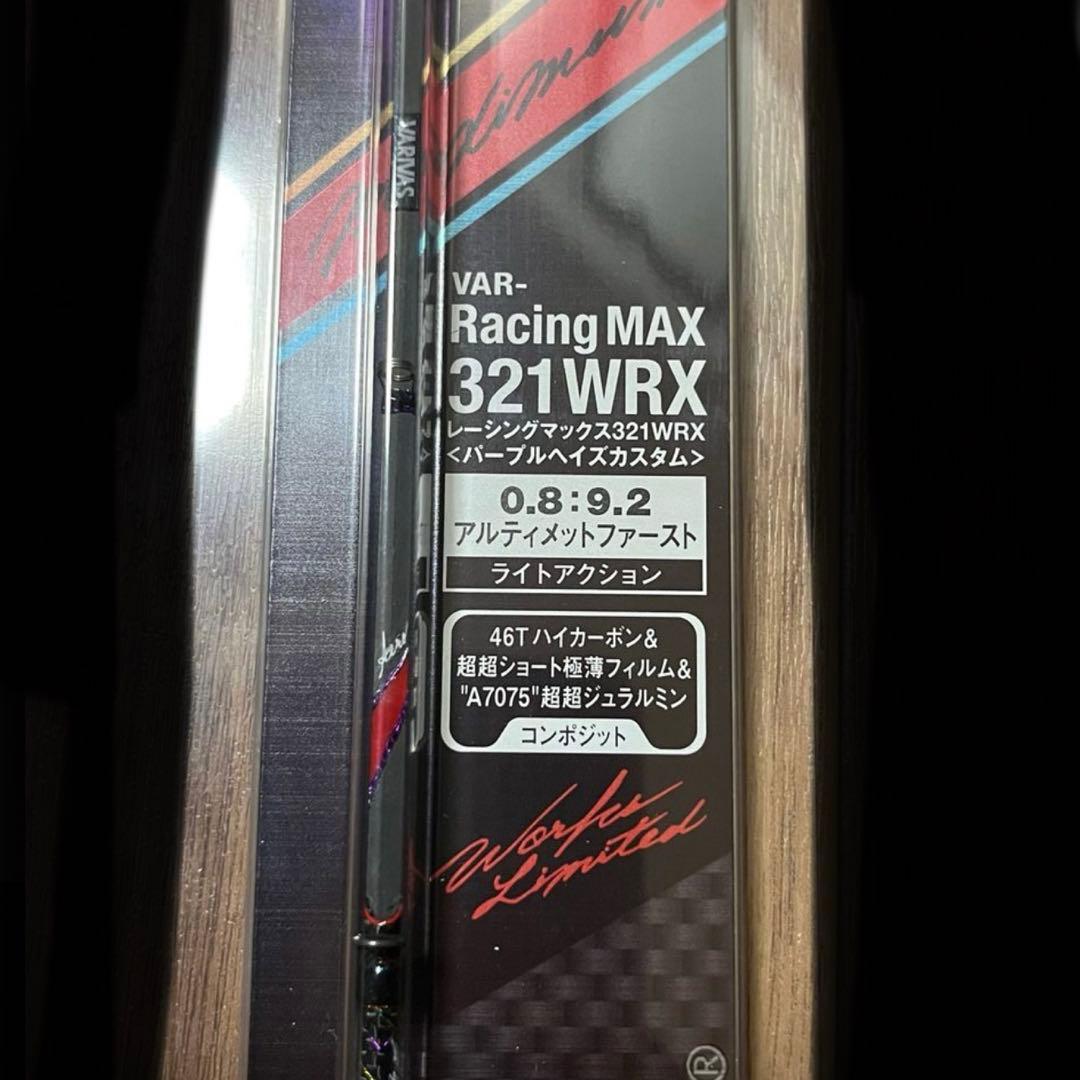 VARIVAS
VAR-
Racing MAX
321WRX
レーシングマックス321WRX
<パープルヘイズカスタム>
0.8:9.2
アルティメットファースト
ライトアクション
46Tハイカーボン&
超超ショート極薄フィルム&
"A7075"超超ジュラルミン
コンポジット
Works
Limited
®